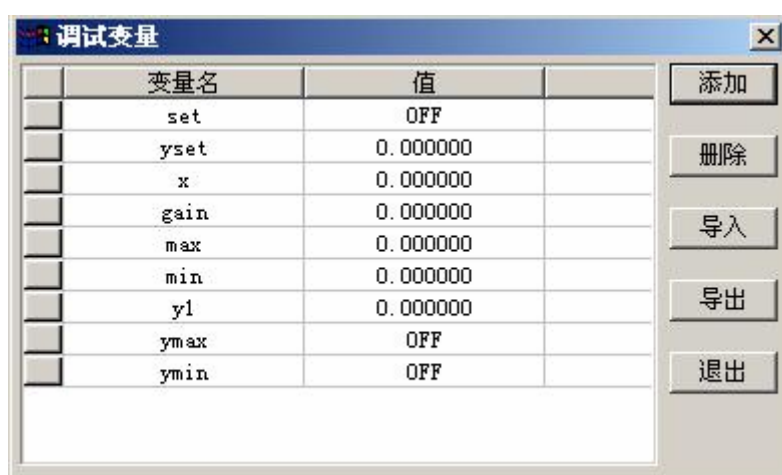 调试变量
变量名 值 添加
set OFF
yset 0.000000 删除
x 0.000000
gain 0.000000 导入
max 0.000000
min 0.000000 导出
y1 0.000000
ymax OFF
ymin OFF 退出